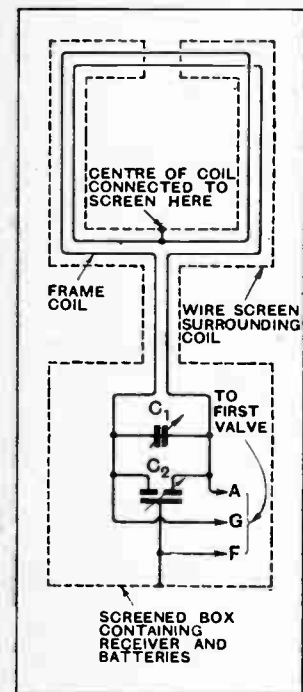 CENTRE OF COIL
CONNECTED TO
SCREEN HERE
FRAME
COIL
WIRE SCREEN
SURROUNDING
COIL
C1
TO
FIRST
VALVE
C2
A
G
F
SCREENED BOX
CONTAINING
RECEIVER AND
BATTERIES